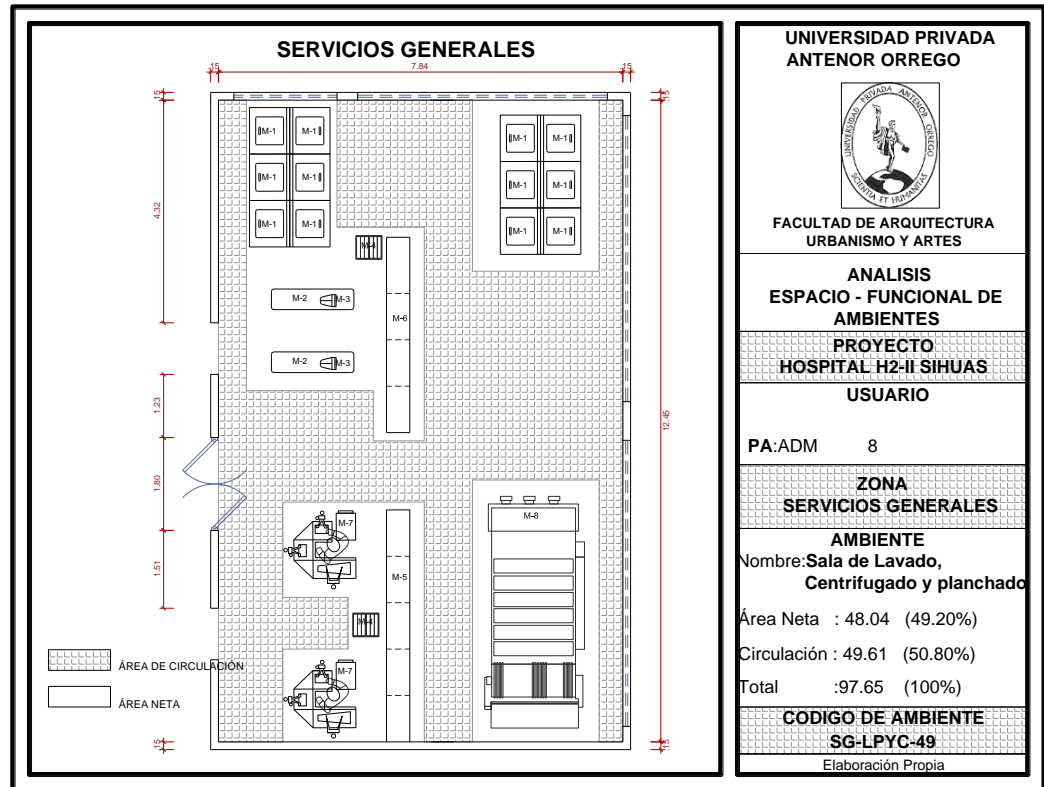 SERVICIOS GENERALES
.15 7.84 .15
.15
4.32
1.23
1.80
1.51
.15
.15
12.45
.15
M-1 M-1 M-1 M-1
M-1 M-1 M-1 M-1
M-1 M-1 M-1 M-1
M-4
M-2 M-3
M-6
M-2 M-3
M-7
M-8
M-5
M-4
M-7
ÁREA DE CIRCULACIÓN
ÁREA NETA
UNIVERSIDAD PRIVADA
ANTENOR ORREGO
UNIVERSIDAD PRIVADA ANTENOR ORREGO
SCIENTIA ET HUMANITAS
FACULTAD DE ARQUITECTURA
URBANISMO Y ARTES
ANALISIS
ESPACIO - FUNCIONAL DE
AMBIENTES
PROYECTO
HOSPITAL H2-II SIHUAS
USUARIO
PA:ADM 8
ZONA
SERVICIOS GENERALES
AMBIENTE
Nombre:Sala de Lavado,
Centrifugado y planchado
Área Neta : 48.04 (49.20%)
Circulación : 49.61 (50.80%)
Total :97.65 (100%)
CODIGO DE AMBIENTE
SG-LPYC-49
Elaboración Propia